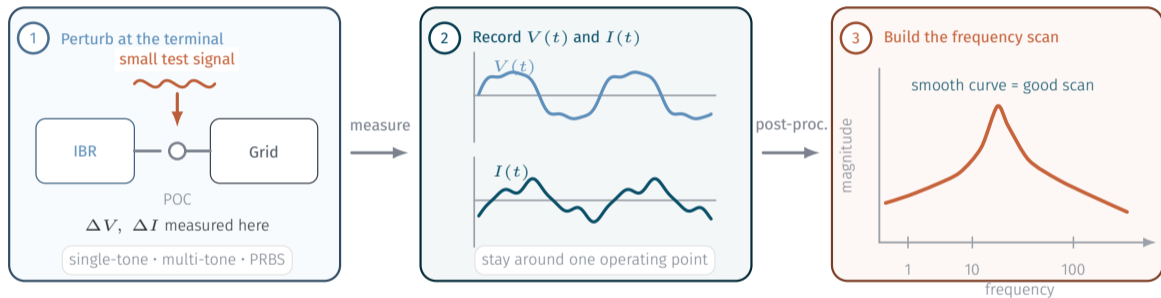 1 Perturb at the terminal
small test signal
IBR
Grid
POC
ΔV, ΔI measured here
single-tone · multi-tone · PRBS
measure
2 Record V(t) and I(t)
V(t)
I(t)
stay around one operating point
post-proc.
3 Build the frequency scan
smooth curve = good scan
magnitude
1 10 100
frequency